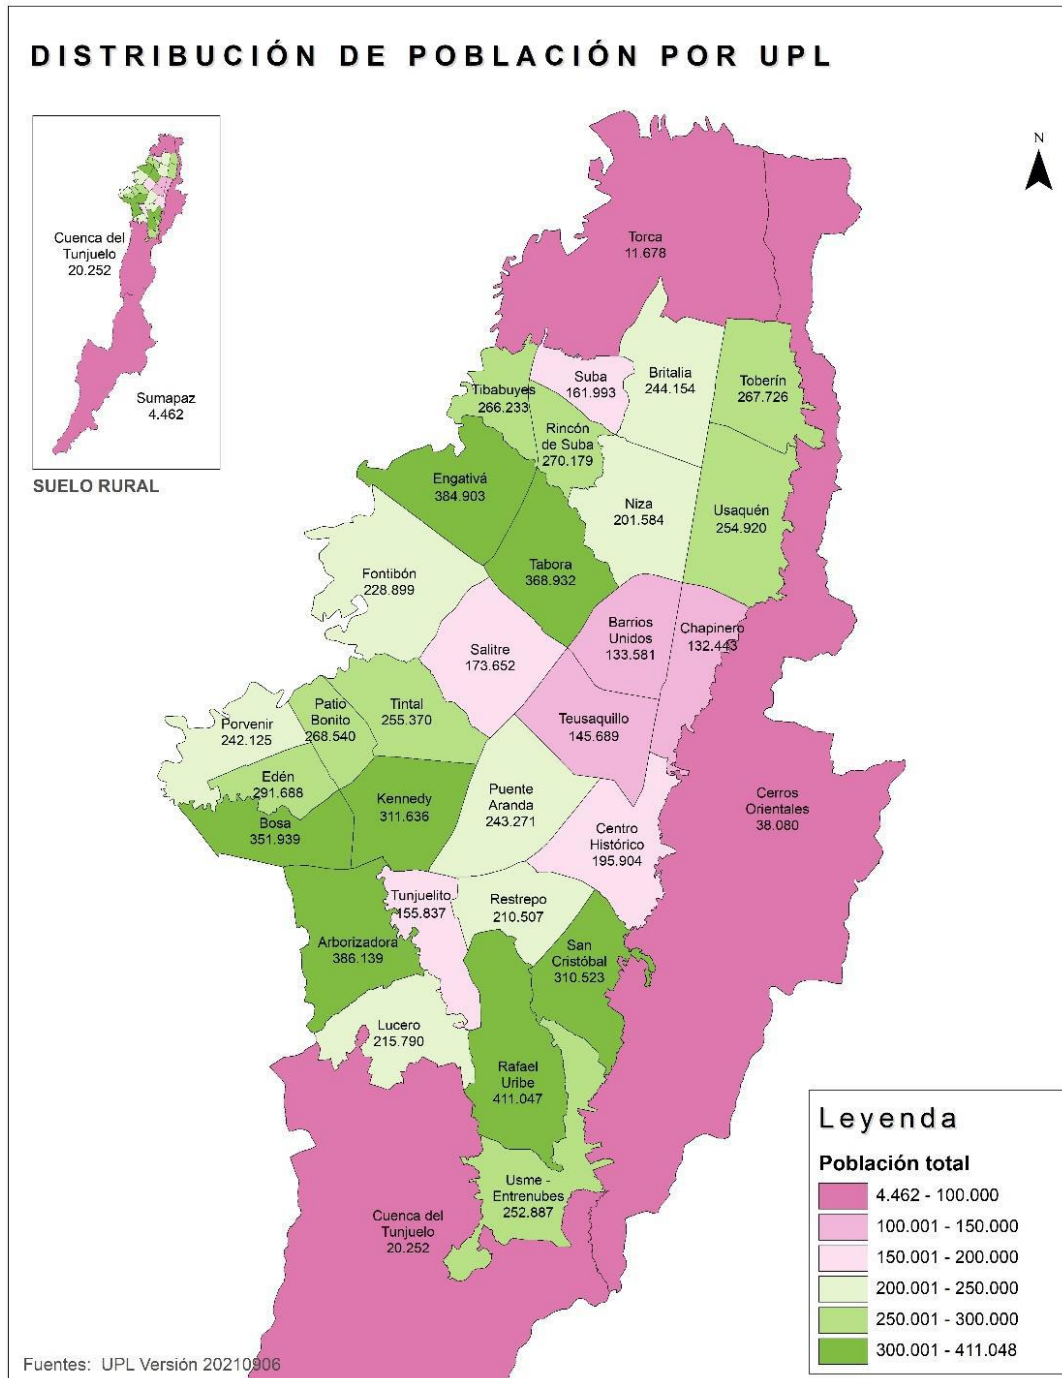 DISTRIBUCIÓN DE POBLACIÓN POR UPL
N
Cuenca del
Tunjuelo
20.252
Sumapaz
4.462
SUELO RURAL
Torca
11.678
Suba
161.993
Britalia
244.154
Toberín
267.726
Tibabuyes
266.233
Rincón
de Suba
270.179
Engativá
384.903
Niza
201.584
Usaquén
254.920
Tabora
368.932
Fontibón
228.899
Barrios
Unidos
133.581
Chapinero
132.443
Salitre
173.652
Tintal
255.370
Patio
Bonito
268.540
Teusaquillo
145.689
Porvenir
242.125
Edén
291.688
Bosa
351.939
Kennedy
311.636
Puente
Aranda
243.271
Cerros
Orientales
38.080
Centro
Histórico
195.904
Tunjuelito
155.837
Restrepo
210.507
Arborizadora
386.139
San
Cristóbal
310.523
Lucero
215.790
Rafael
Uribe
411.047
Usme -
Entrenubes
252.887
Cuenca del
Tunjuelo
20.252
Leyenda
Población total
4.462 - 100.000
100.001 - 150.000
150.001 - 200.000
200.001 - 250.000
250.001 - 300.000
300.001 - 411.048
Fuentes: UPL Versión 20210906